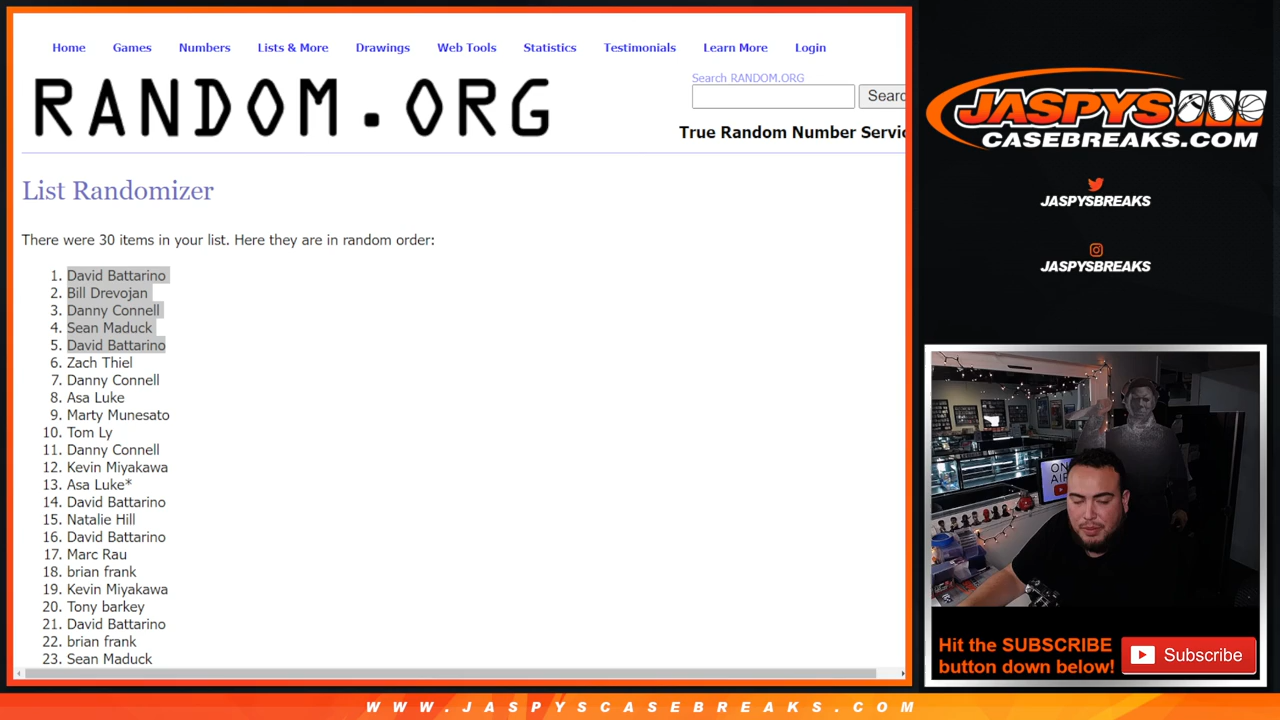 Home Games Numbers Lists & More Drawings Web Tools Statistics Testimonials Learn More Login
RANDOM.ORG
Search RANDOM.ORG
Searc
True Random Number Servic
List Randomizer
There were 30 items in your list. Here they are in random order:
1. David Battarino
2. Bill Drevojan
3. Danny Connell
4. Sean Maduck
5. David Battarino
6. Zach Thiel
7. Danny Connell
8. Asa Luke
9. Marty Munesato
10. Tom Ly
11. Danny Connell
12. Kevin Miyakawa
13. Asa Luke*
14. David Battarino
15. Natalie Hill
16. David Battarino
17. Marc Rau
18. brian frank
19. Kevin Miyakawa
20. Tony barkey
21. David Battarino
22. brian frank
23. Sean Maduck
JASPYS
CASEBREAKS.COM
JASPYSBREAKS
JASPYSBREAKS
ON
AIR
Hit the SUBSCRIBE
button down below!
Subscribe
WWW.JASPYSCASEBREAKS.COM